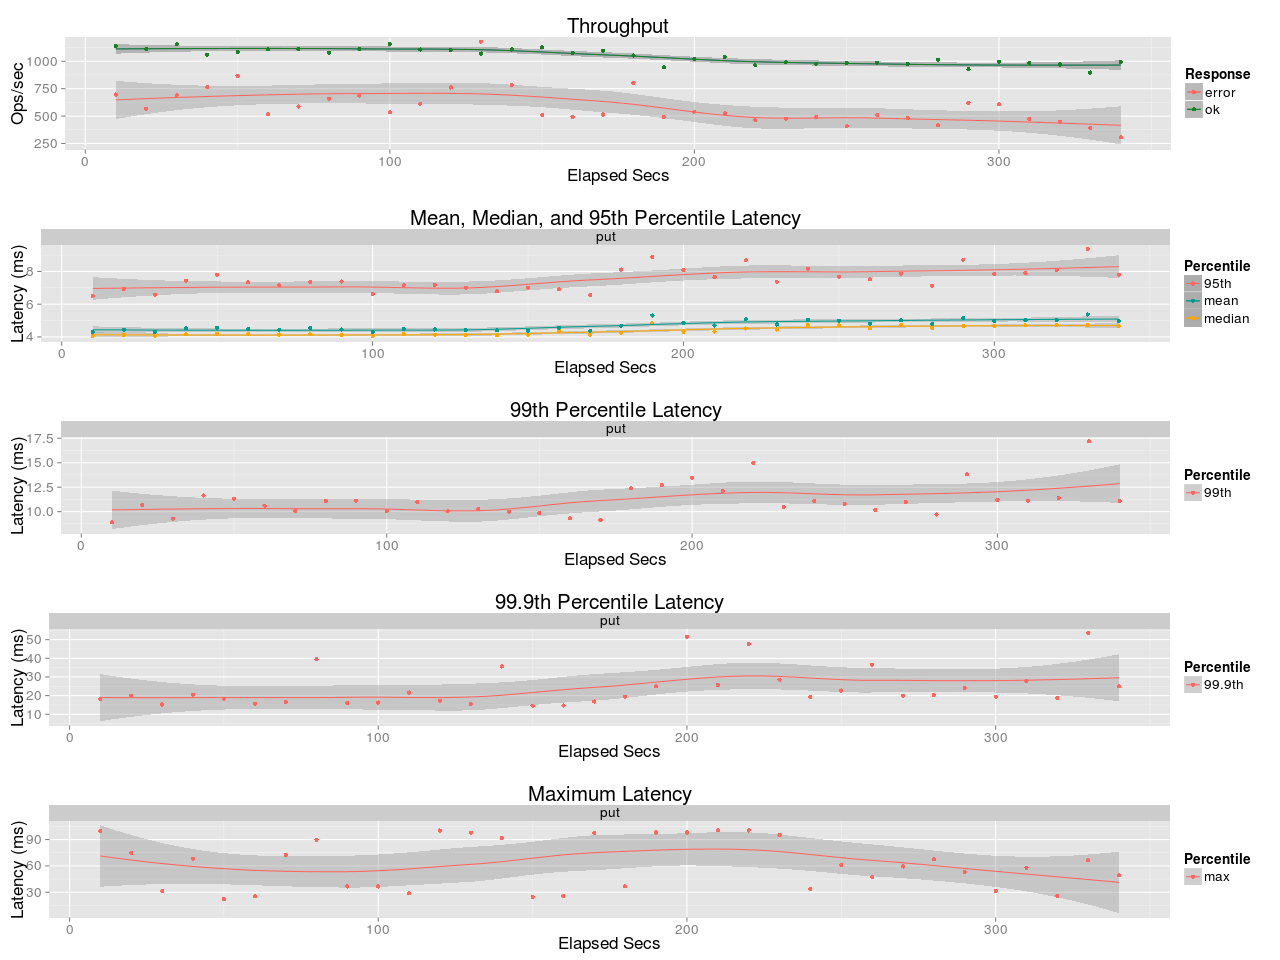 Throughput
Ops/sec
1000
750
500
250
0 100 200 300
Elapsed Secs
Response
error
ok
Mean, Median, and 95th Percentile Latency
put
Latency (ms)
8
6
4
0 100 200 300
Elapsed Secs
Percentile
95th
mean
median
99th Percentile Latency
put
Latency (ms)
17.5
15.0
12.5
10.0
0 100 200 300
Elapsed Secs
Percentile
99th
99.9th Percentile Latency
put
Latency (ms)
50
40
30
20
10
0 100 200 300
Elapsed Secs
Percentile
99.9th
Maximum Latency
put
Latency (ms)
90
60
30
0 100 200 300
Elapsed Secs
Percentile
max